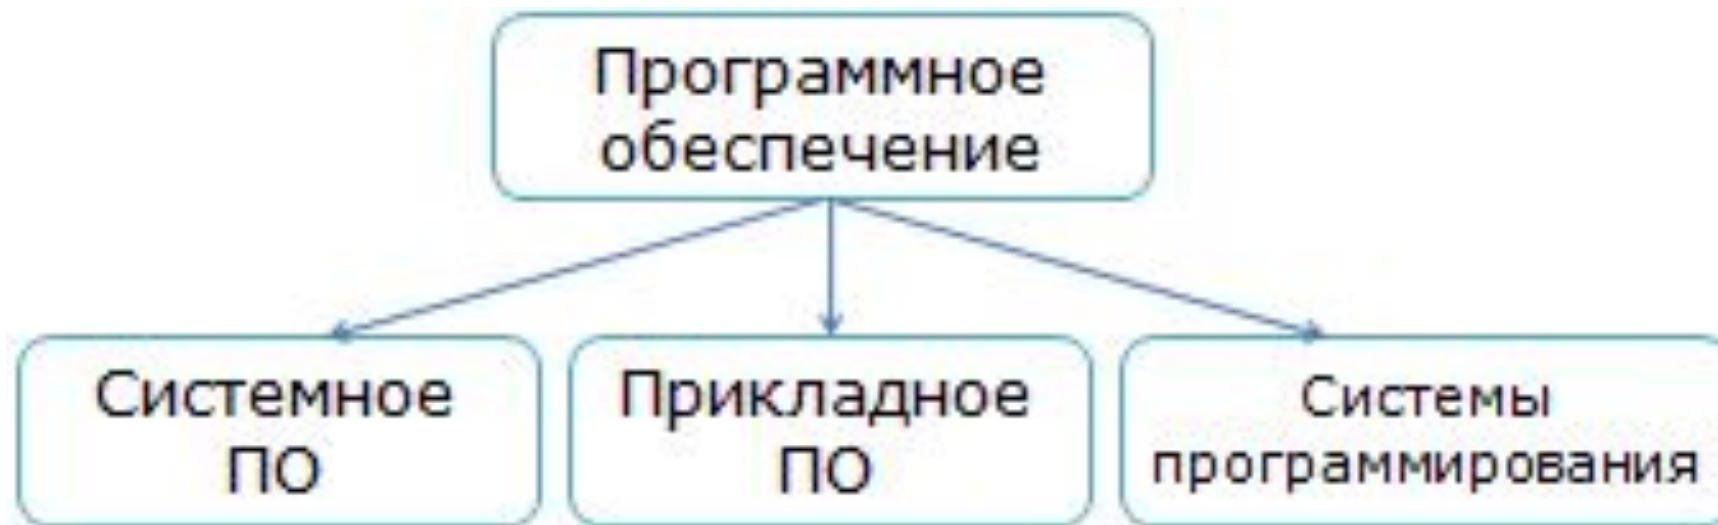 Программное
обеспечение
Системное
ПО
Прикладное
ПО
Системы
программирования